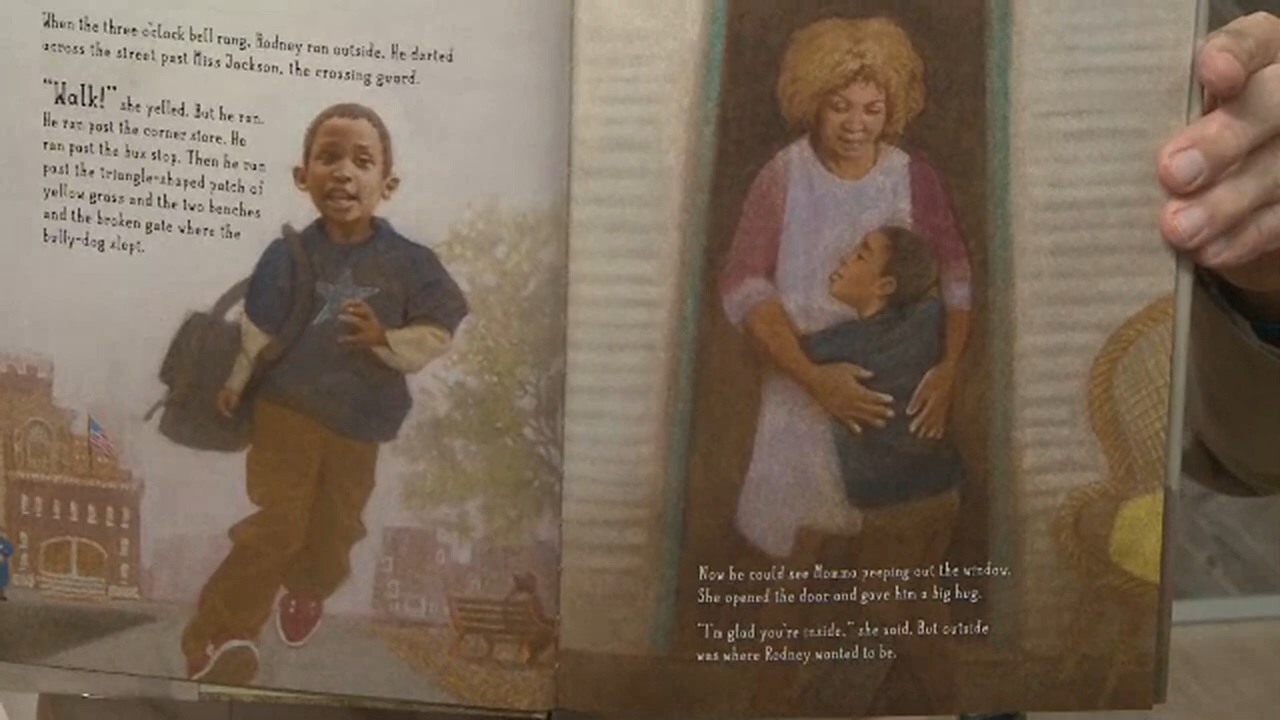 When the three o'clock bell rang, Rodney ran outside. He darted
across the street past Miss Jackson, the crossing guard.
"Walk!" she yelled. But he ran.
He ran past the corner store. He
ran past the bus stop. Then he ran
past the triangle-shaped patch of
yellow grass and the two benches
and the broken gate where the
bully-dog slept.
Now he could see Momma peeping out the window.
She opened the door and gave him a big hug.
"I'm glad you're inside," she said. But outside
was where Rodney wanted to be.